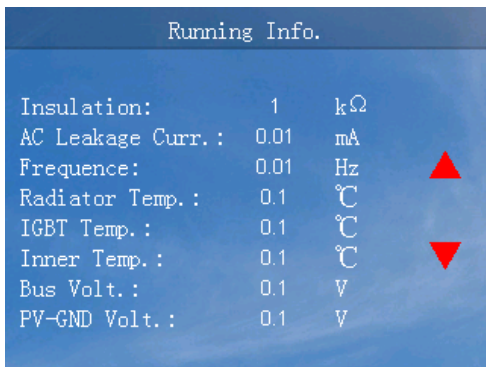 Running Info.
Insulation: 1 kΩ
AC Leakage Curr.: 0.01 mA
Frequence: 0.01 Hz
Radiator Temp.: 0.1 ℃
IGBT Temp.: 0.1 ℃
Inner Temp.: 0.1 ℃
Bus Volt.: 0.1 V
PV-GND Volt.: 0.1 V